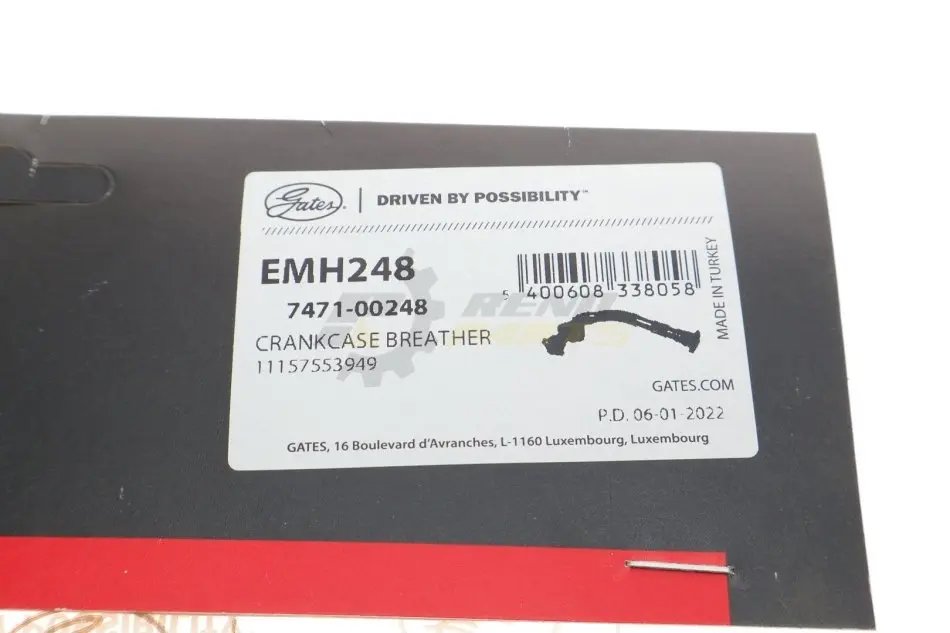 Gates | DRIVEN BY POSSIBILITY™
EMH248
7471-00248
CRANKCASE BREATHER
11157553949
5 400608 338058
MADE IN TURKEY
GATES.COM
P.D. 06-01-2022
GATES, 16 Boulevard d'Avranches, L-1160 Luxembourg, Luxembourg